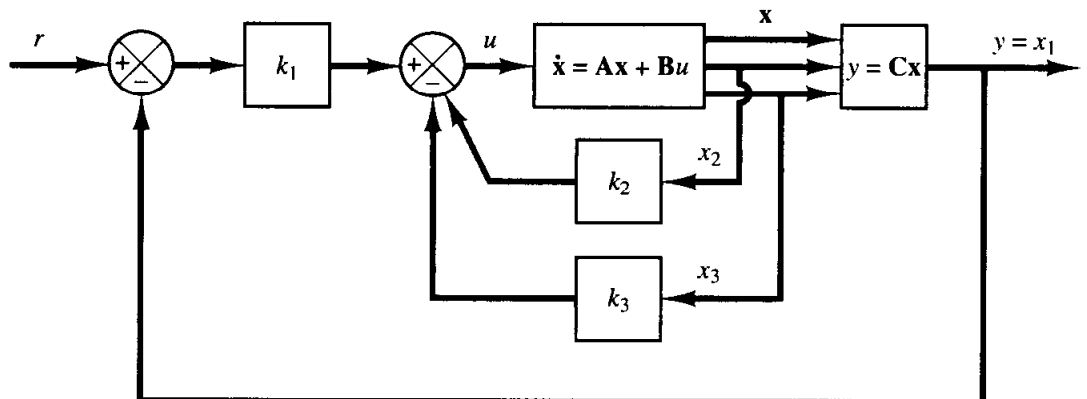 r
+
−
k₁
+
−
u
ẋ = Ax + Bu
x
y = Cx
y = x₁
k₂
x₂
k₃
x₃